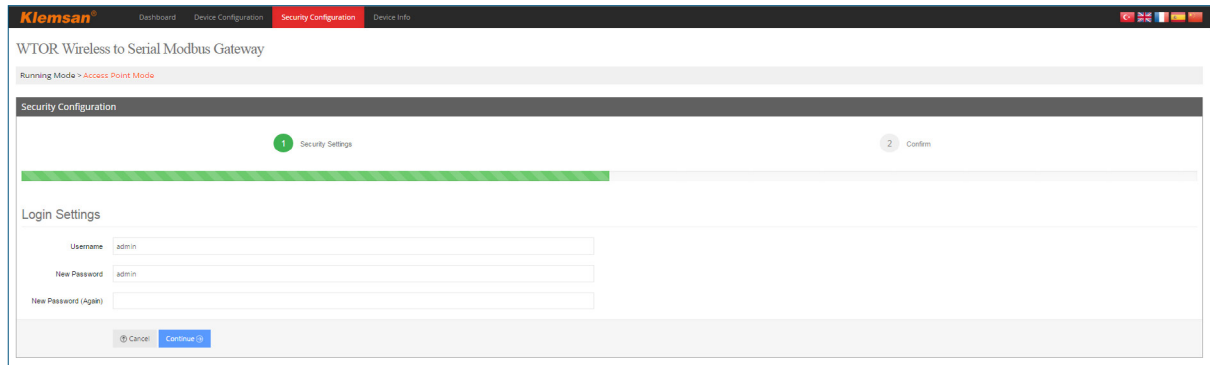 Klemsan® Dashboard Device Configuration Security Configuration Device Info
WTOR Wireless to Serial Modbus Gateway
Running Mode > Access Point Mode
Security Configuration
1 Security Settings 2 Confirm
Login Settings
Username admin
New Password admin
New Password (Again)
Cancel Continue